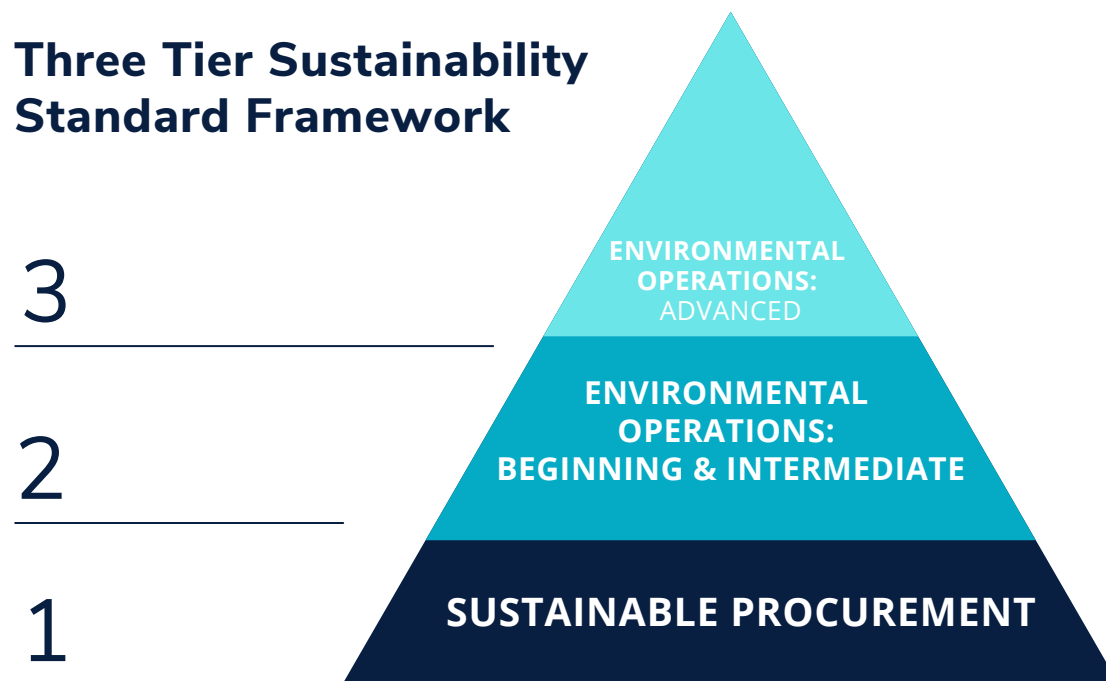 Three Tier Sustainability
Standard Framework
3
ENVIRONMENTAL
OPERATIONS:
ADVANCED
2
ENVIRONMENTAL
OPERATIONS:
BEGINNING & INTERMEDIATE
1
SUSTAINABLE PROCUREMENT